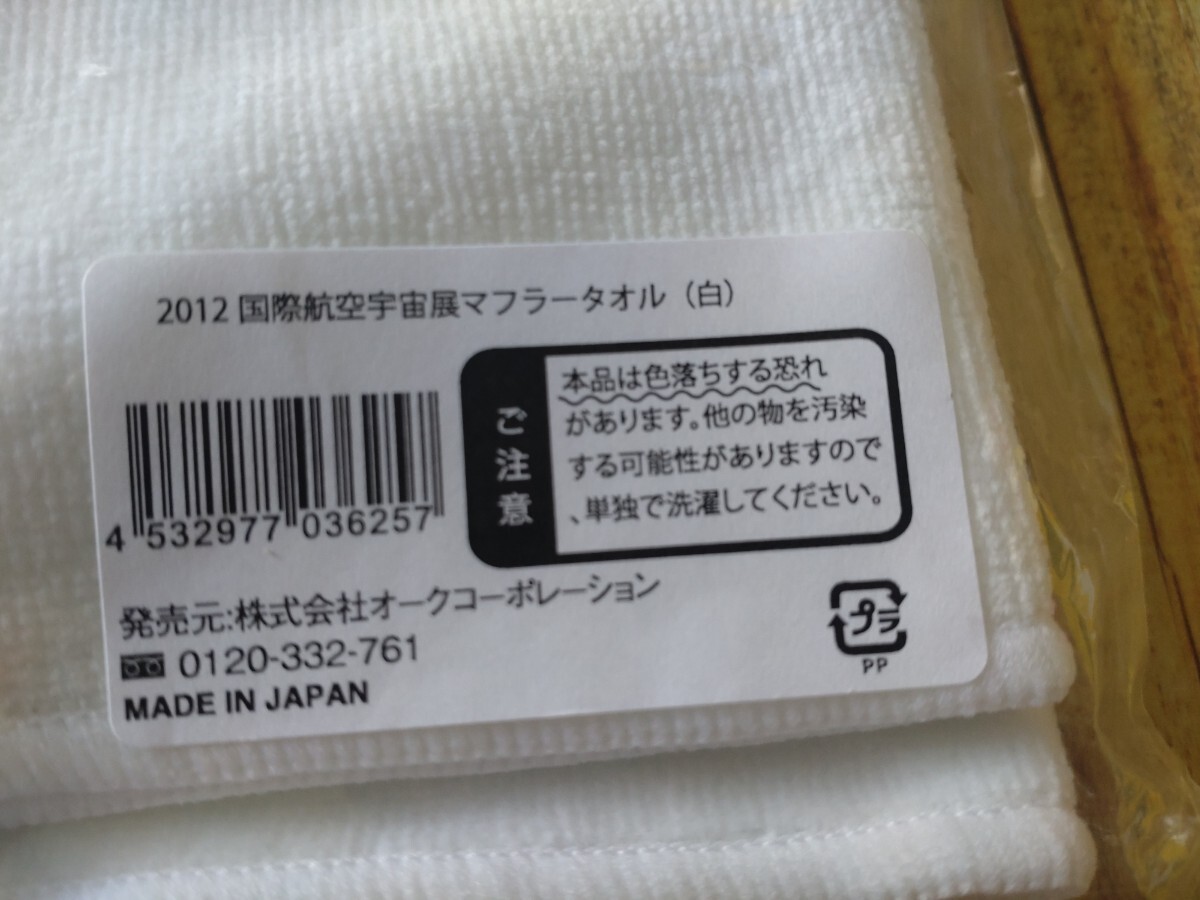 2012 国際航空宇宙展マフラータオル（白）
ご注意
本品は色落ちする恐れ
があります。他の物を汚染
する可能性がありますので
、単独で洗濯してください。
4 532977 036257
発売元:株式会社オークコーポレーション
0120-332-761
MADE IN JAPAN
プラ
PP